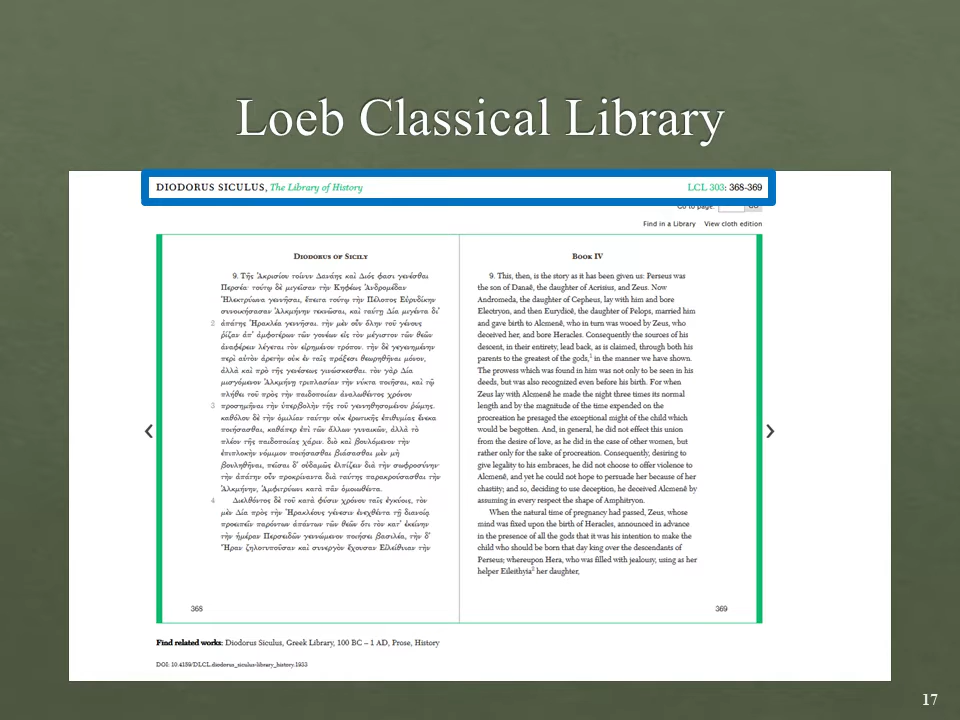 Loeb Classical Library
DIODORUS SICULUS, The Library of History
LCL 303: 368-369
Go to page:
Find in a Library View cloth edition
DIODORUS OF SICILY
9. Τῆς Ἀκρισίου τοίνυν Δανάης καὶ Διός φασι γενέσθαι
Περσέα· τούτῳ δὲ μιγεῖσαν τὴν Κηφέως Ἀνδρομέδαν
Ἠλεκτρύωνα γεννῆσαι, ἔπειτα τούτῳ τὴν Πέλοπος Εὐρυδίκην
συνοικήσασαν Ἀλκμήνην τεκνῶσαι, καὶ ταύτῃ Δία μιγέντα δι᾿
2 ἀπάτης Ἡρακλέα γεννῆσαι. τὴν μὲν οὖν ὅλην τοῦ γένους
ῥίζαν ἀπ᾿ ἀμφοτέρων τῶν γονέων εἰς τὸν μέγιστον τῶν θεῶν
ἀναφέρειν λέγεται τὸν εἰρημένον τρόπον. τὴν δὲ γεγενημένην
περὶ αὐτὸν ἀρετὴν οὐκ ἐν ταῖς πράξεσι θεωρηθῆναι μόνον,
ἀλλὰ καὶ πρὸ τῆς γενέσεως γινώσκεσθαι. τὸν γὰρ Δία
μισγόμενον Ἀλκμήνῃ τριπλασίαν τὴν νύκτα ποιῆσαι, καὶ τῷ
πλήθει τοῦ πρὸς τὴν παιδοποιίαν ἀναλωθέντος χρόνου
3 προσημῆναι τὴν ὑπερβολὴν τῆς τοῦ γεννηθησομένου ῥώμης.
καθόλου δὲ τὴν ὁμιλίαν ταύτην οὐκ ἐρωτικῆς ἐπιθυμίας ἕνεκα
ποιήσασθαι, καθάπερ ἐπὶ τῶν ἄλλων γυναικῶν, ἀλλὰ τὸ
πλέον τῆς παιδοποιίας χάριν. διὸ καὶ βουλόμενον τὴν
ἐπιπλοκὴν νόμιμον ποιήσασθαι βιάσασθαι μὲν μὴ
βουληθῆναι, πεῖσαι δ᾿ οὐδαμῶς ἐλπίζειν διὰ τὴν σωφροσύνην·
τὴν ἀπάτην οὖν προκρίναντα διὰ ταύτης παρακρούσασθαι τὴν
Ἀλκμήνην, Ἀμφιτρύωνι κατὰ πᾶν ὁμοιωθέντα.
4 Διελθόντος δὲ τοῦ κατὰ φύσιν χρόνου ταῖς ἐγκύοις, τὸν
μὲν Δία πρὸς τὴν Ἡρακλέους γένεσιν ἐνεχθέντα τῇ διανοίᾳ
προειπεῖν παρόντων ἁπάντων τῶν θεῶν ὅτι τὸν κατ᾿ ἐκείνην
τὴν ἡμέραν Περσειδῶν γεννώμενον ποιήσει βασιλέα, τὴν δ᾿
Ἥραν ζηλοτυποῦσαν καὶ συνεργὸν ἔχουσαν Εἰλείθυιαν τὴν
368
BOOK IV
9. This, then, is the story as it has been given us: Perseus was
the son of Danaê, the daughter of Acrisius, and Zeus. Now
Andromeda, the daughter of Cepheus, lay with him and bore
Electryon, and then Eurydicê, the daughter of Pelops, married him
and gave birth to Alcmenê, who in turn was wooed by Zeus, who
deceived her, and bore Heracles. Consequently the sources of his
descent, in their entirety, lead back, as is claimed, through both his
parents to the greatest of the gods,1 in the manner we have shown.
The prowess which was found in him was not only to be seen in his
deeds, but was also recognized even before his birth. For when
Zeus lay with Alcmenê he made the night three times its normal
length and by the magnitude of the time expended on the
procreation he presaged the exceptional might of the child which
would be begotten. And, in general, he did not effect this union
from the desire of love, as he did in the case of other women, but
rather only for the sake of procreation. Consequently, desiring to
give legality to his embraces, he did not choose to offer violence to
Alcmenê, and yet he could not hope to persuade her because of her
chastity; and so, deciding to use deception, he deceived Alcmenê by
assuming in every respect the shape of Amphitryon.
When the natural time of pregnancy had passed, Zeus, whose
mind was fixed upon the birth of Heracles, announced in advance
in the presence of all the gods that it was his intention to make the
child who should be born that day king over the descendants of
Perseus; whereupon Hera, who was filled with jealousy, using as her
helper Eileithyia2 her daughter,
369
Find related works: Diodorus Siculus, Greek Library, 100 BC – 1 AD, Prose, History
DOI: 10.4159/DLCL.diodorus_siculus-library_history.1933
17